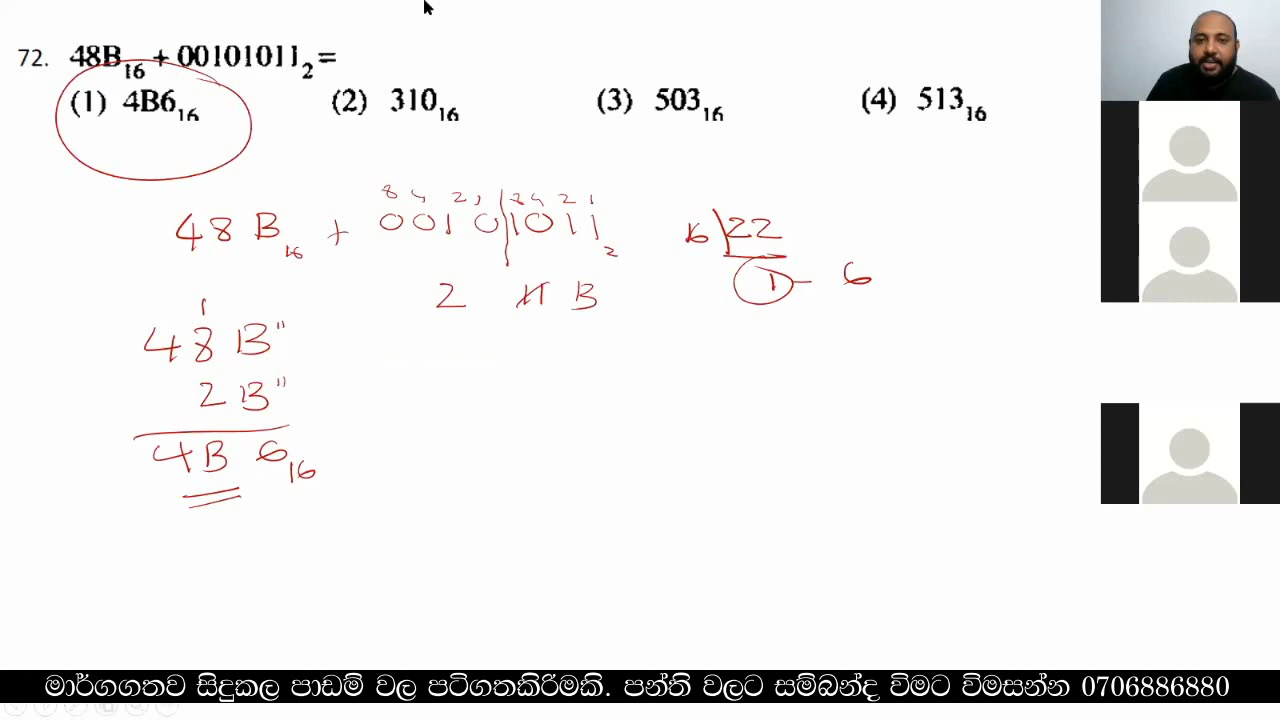 72. 48B₁₆ + 00101011₂ =
(1) 4B6₁₆ (2) 310₁₆ (3) 503₁₆ (4) 513₁₆
8 4 2 1 8 4 2 1
48B₁₆ + 00101011₂
16 22
2 11 B
1 - 6
1
48B"
2B"
4B6₁₆
මාර්ගගතව සිදුකල පාඩම් වල පටිගතකිරිමකි. පන්ති වලට සම්බන්ද විමට විමසන්න 0706886880